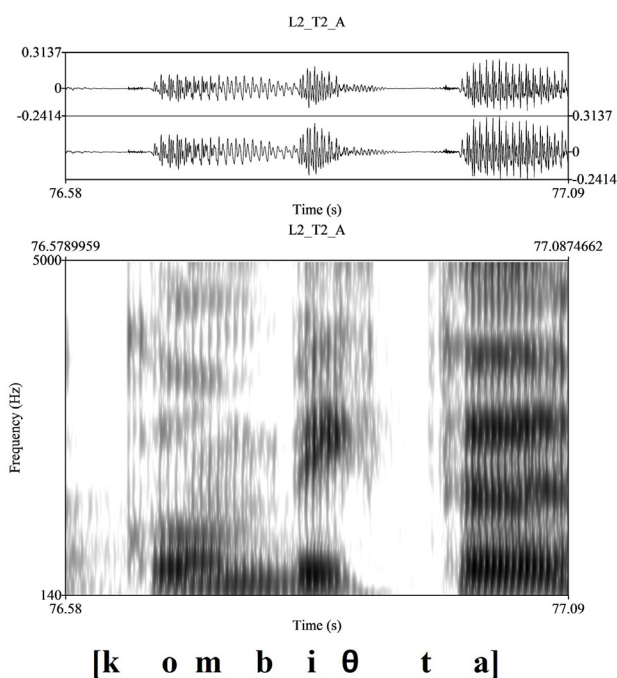 L2_T2_A
0.3137
0
-0.2414 0.3137
0
-0.2414
76.58 77.09
Time (s)
L2_T2_A
76.5789959 77.0874662
5000
Frequency (Hz)
140
76.58 77.09
Time (s)
[k o m b i θ t a]